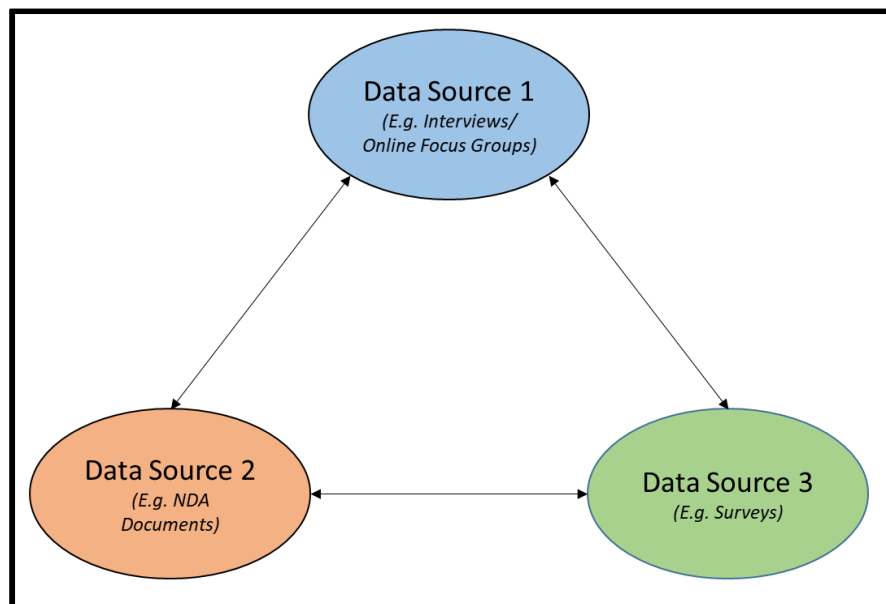 Data Source 1
(E.g. Interviews/
Online Focus Groups)
Data Source 2
(E.g. NDA
Documents)
Data Source 3
(E.g. Surveys)